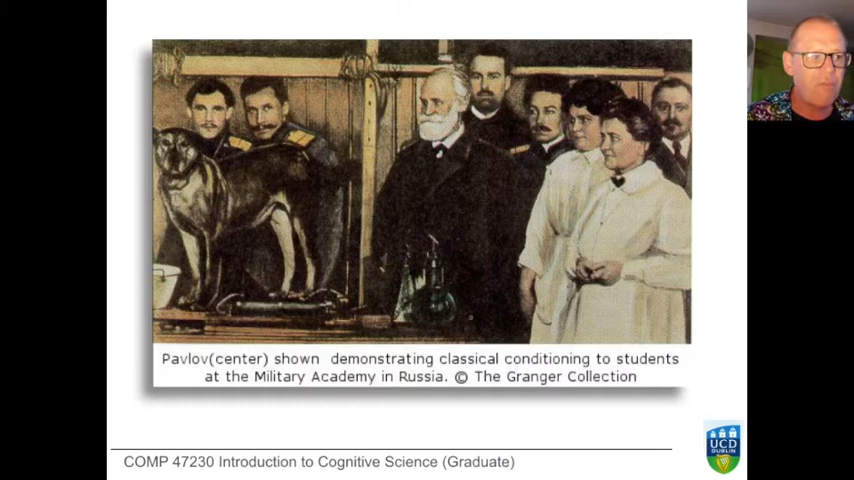 Pavlov(center) shown demonstrating classical conditioning to students
at the Military Academy in Russia. © The Granger Collection
COMP 47230 Introduction to Cognitive Science (Graduate)
UCD
DUBLIN